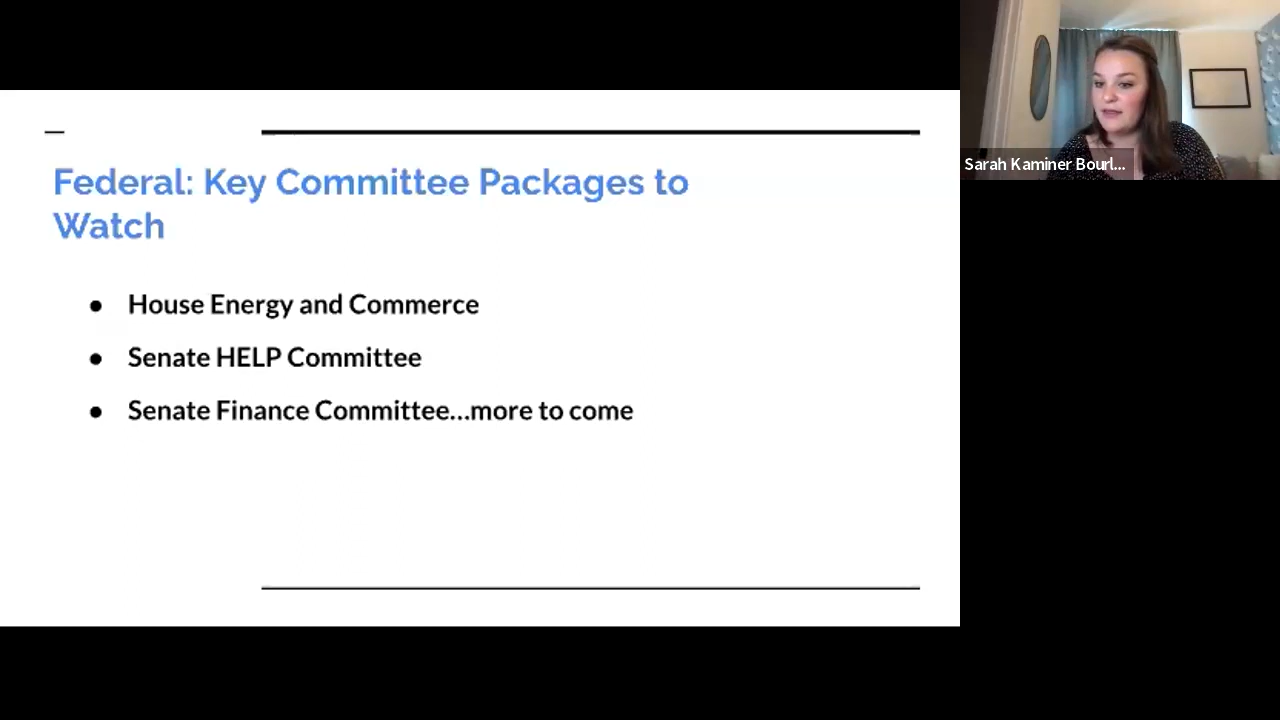 Federal: Key Committee Packages to
Watch
● House Energy and Commerce
● Senate HELP Committee
● Senate Finance Committee...more to come
Sarah Kaminer Bourl...